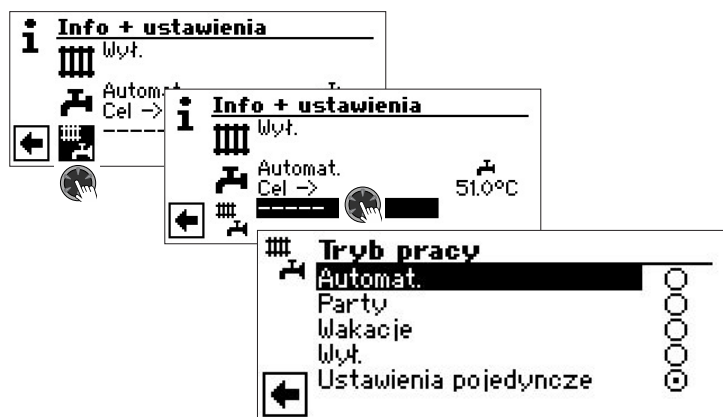 Info + ustawienia
Wył.
Automat.
Cel ->
------
Info + ustawienia
Wył.
Automat.
Cel -> 51.0°C
------
Tryb pracy
Automat.
Party
Wakacje
Wył.
Ustawienia pojedyncze